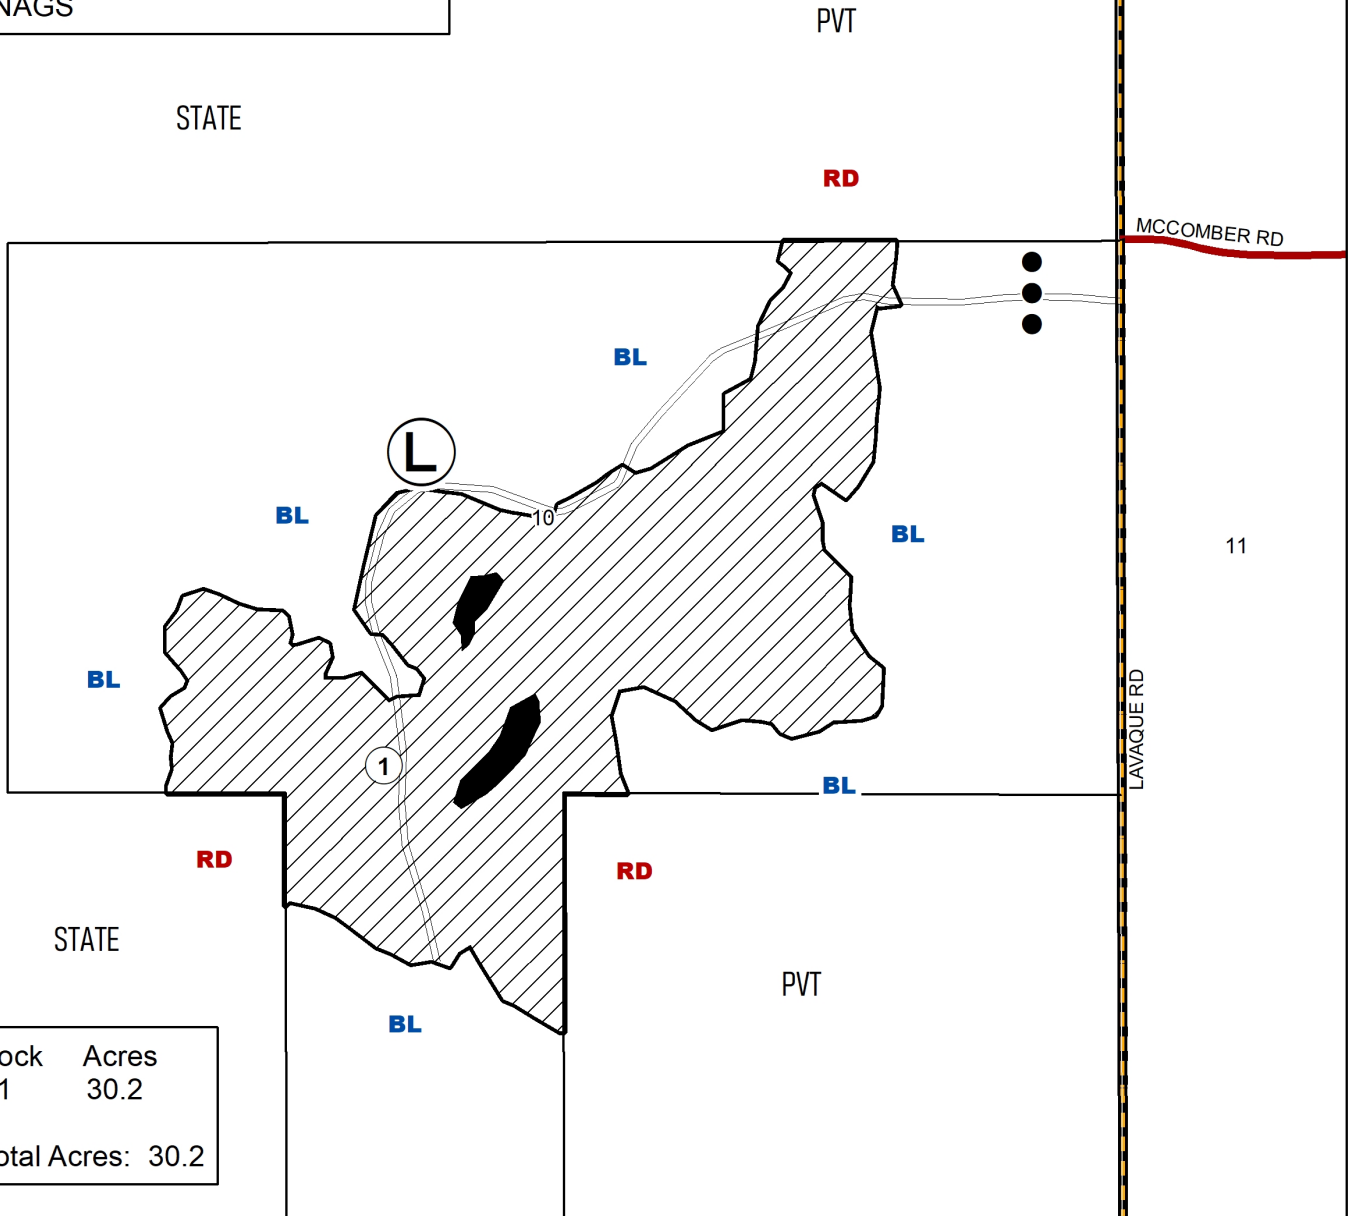 NAGS
PVT
STATE
RD
MCCOMBER RD
BL
L
BL
10
BL
11
BL
LAVAQUE RD
1
BL
RD
RD
STATE
PVT
BL
ock Acres
1 30.2
otal Acres: 30.2